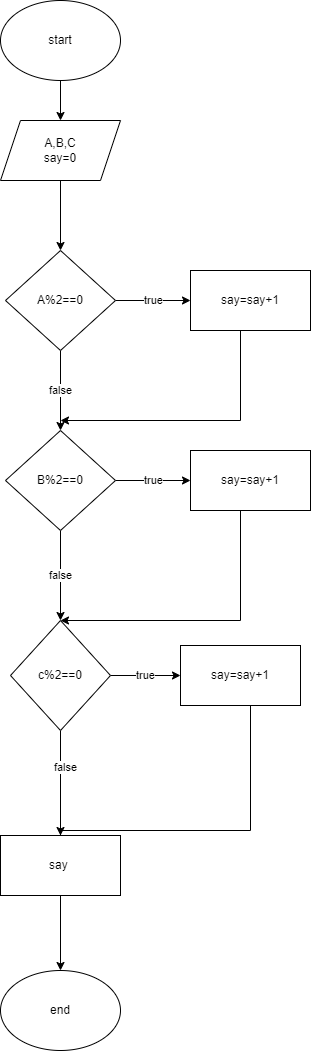 start
A,B,C
say=0
A%2==0
true
say=say+1
false
B%2==0
true
say=say+1
false
c%2==0
true
say=say+1
false
say
end